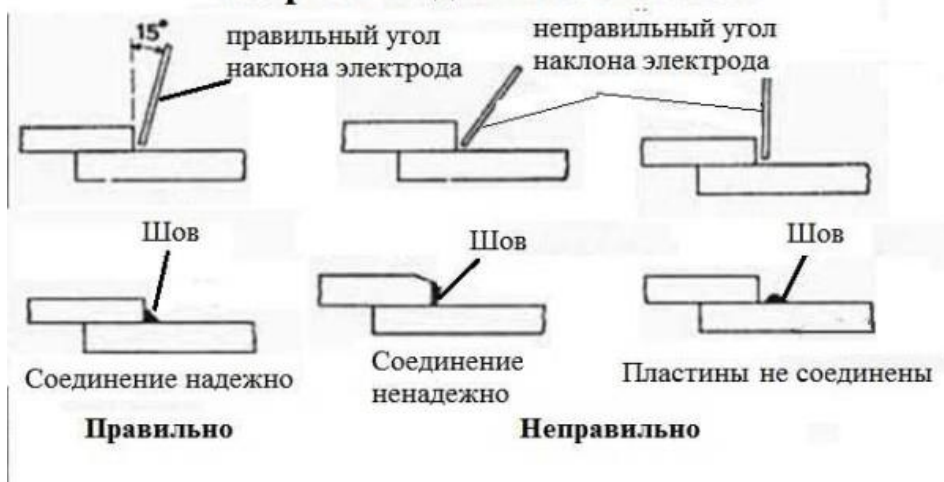 15°
правильный угол
наклона электрода
неправильный угол
наклона электрода
Шов
Шов
Шов
Соединение надежно
Соединение
ненадежно
Пластины не соединены
Правильно
Неправильно